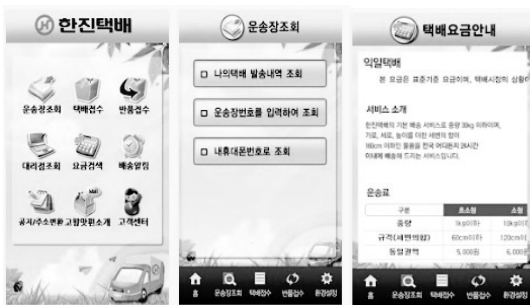 한진택배
운송장조회
택배접수
반품접수
대리점조회
요금검색
배송알림
공지/주소변환
고향맛편소개
고객센터
운송장조회
나의택배 발송내역 조회
운송장번호를 입력하여 조회
내휴대폰번호로 조회
홈
운송장조회
택배접수
반품접수
환경설정
택배요금안내
익일택배
본 요금은 표준기준 요금이며, 택배시장의 상황
서비스 소개
한진택배의 기본 배송 서비스로 중량 30kg 이하이며,
가로, 세로, 높이를 더한 세변의 합이
160cm 이하인 물품을 전국 어디든지 24시간
이내에 배송해 드리는 서비스입니다.
운송료
구분 초소형 소형
중량 1kg이하 10kg이
규격(세변의합) 60cm이하 120cm이
동일권역 5,000원 6,000
홈
운송장조회
택배접수
반품접수
환경설정